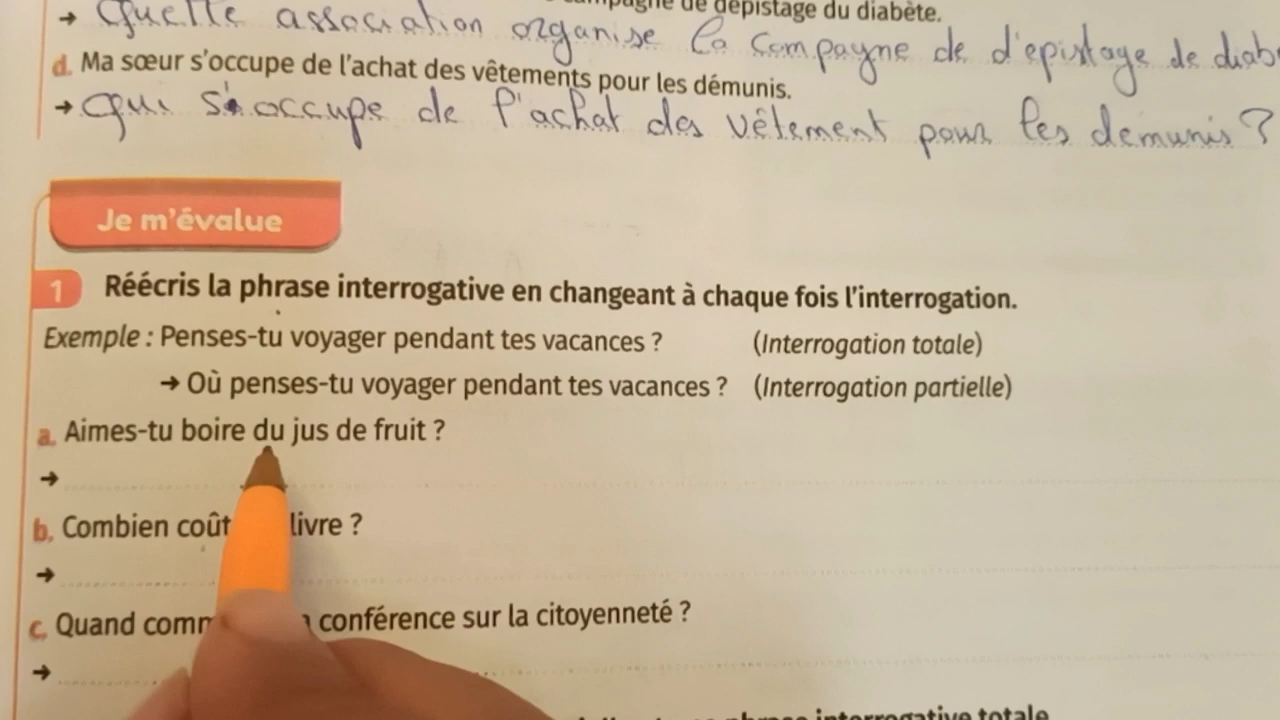 de dépistage du diabète.
→ Quelle association organise la compagne de d'epistage de diab
d. Ma sœur s'occupe de l'achat des vêtements pour les démunis.
→ Qui s'occupe de l'achat des vêtement pour les demunis ?
Je m'évalue
1 Réécris la phrase interrogative en changeant à chaque fois l'interrogation.
Exemple : Penses-tu voyager pendant tes vacances ? (Interrogation totale)
→ Où penses-tu voyager pendant tes vacances ? (Interrogation partielle)
a. Aimes-tu boire du jus de fruit ?
→
b. Combien coût livre ?
→
c. Quand comm conférence sur la citoyenneté ?
→
phrase interrogative totale